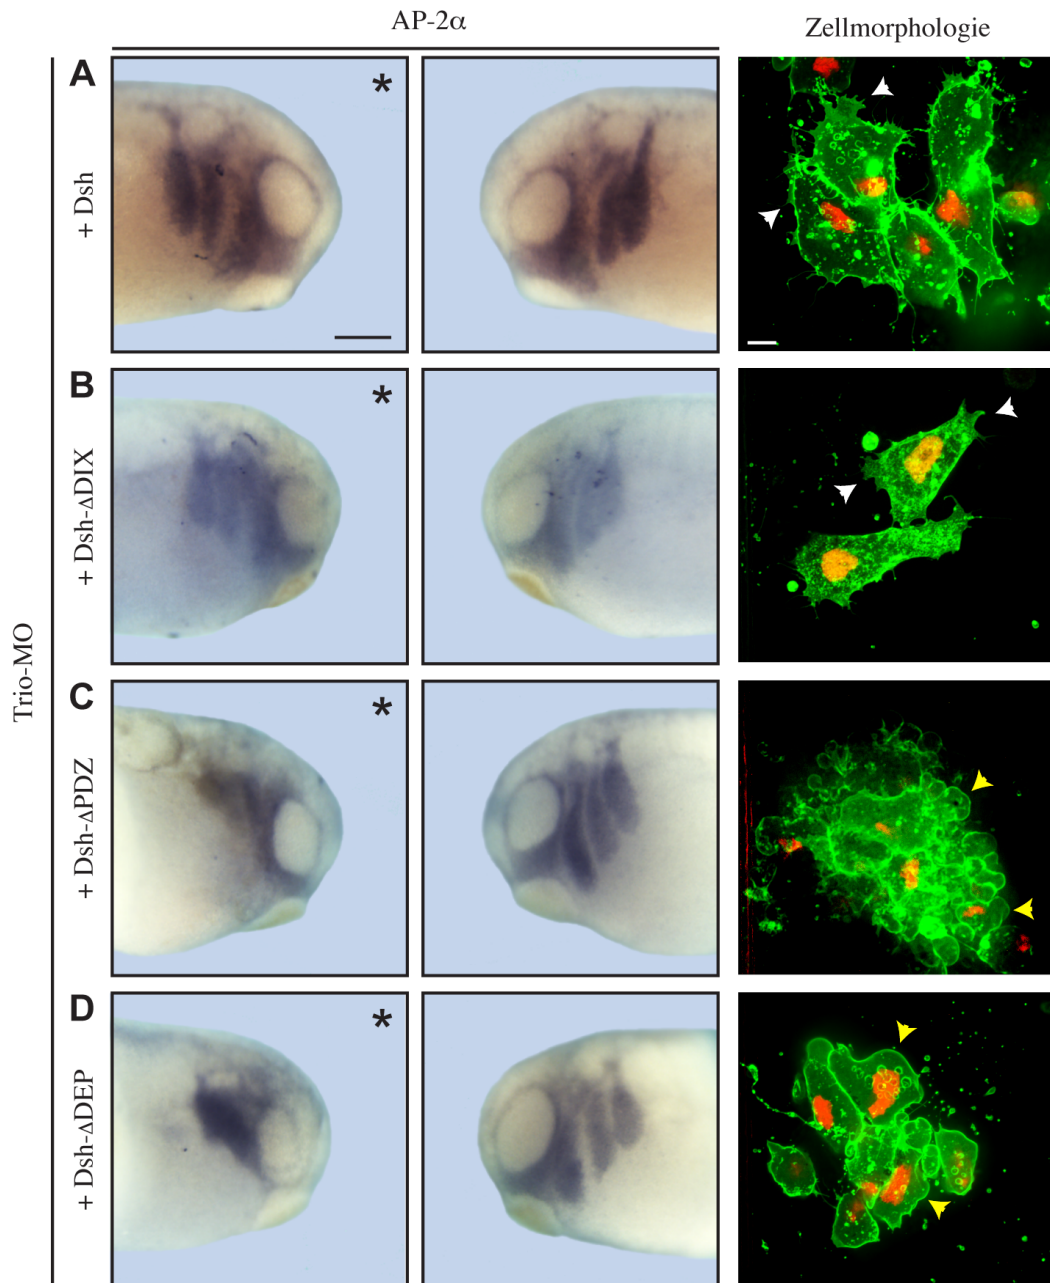 AP-2α
Zellmorphologie
Trio-MO
A
*
+ Dsh
B
*
+ Dsh-ΔDIX
C
*
+ Dsh-ΔPDZ
D
*
+ Dsh-ΔDEP